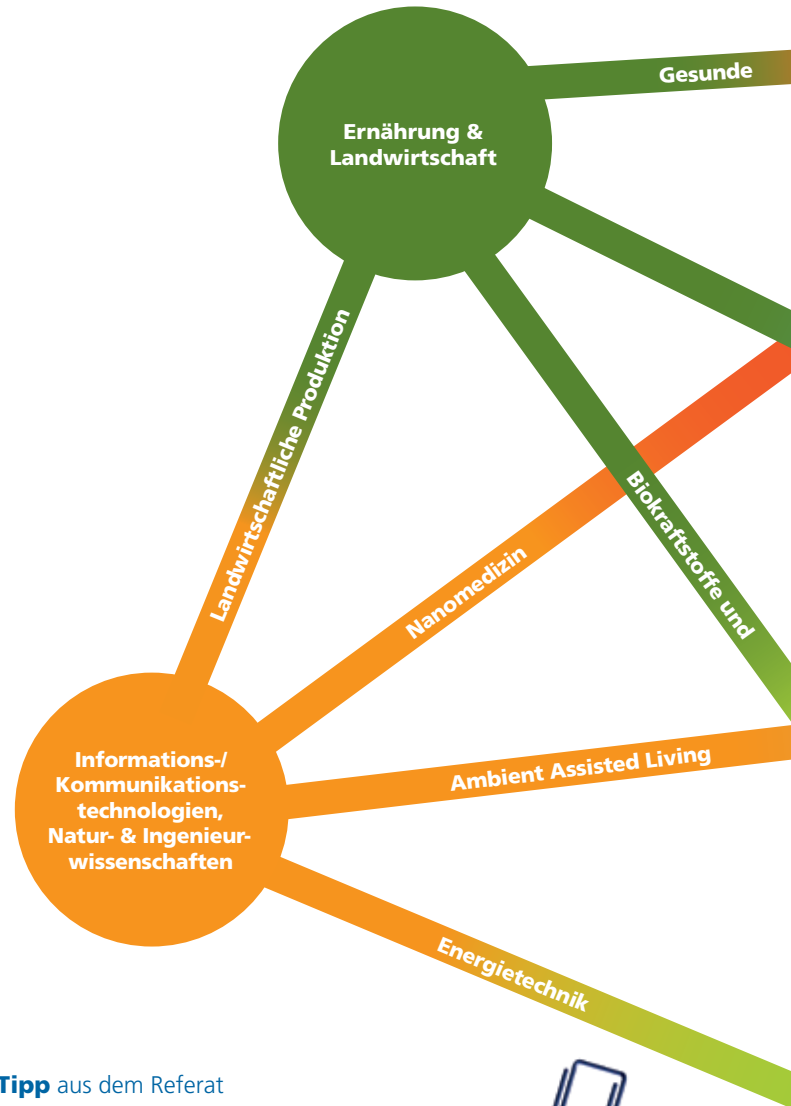 Gesunde
Ernährung &
Landwirtschaft
Landwirtschaftliche Produktion
Biokraftstoffe und
Nanomedizin
Informations-/
Kommunikations-
technologien,
Natur- & Ingenieur-
wissenschaften
Ambient Assisted Living
Energietechnik
Tipp aus dem Referat